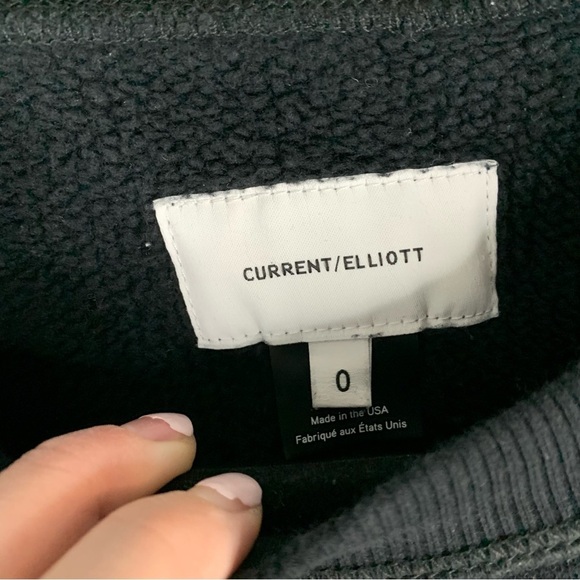 CURRENT/ELLIOTT
0
Made in the USA
Fabriqué aux États Unis